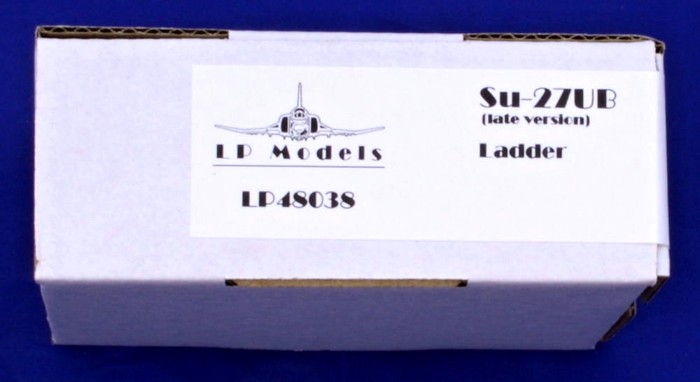 LP Models
LP48038
Su-27UB
(late version)
Ladder